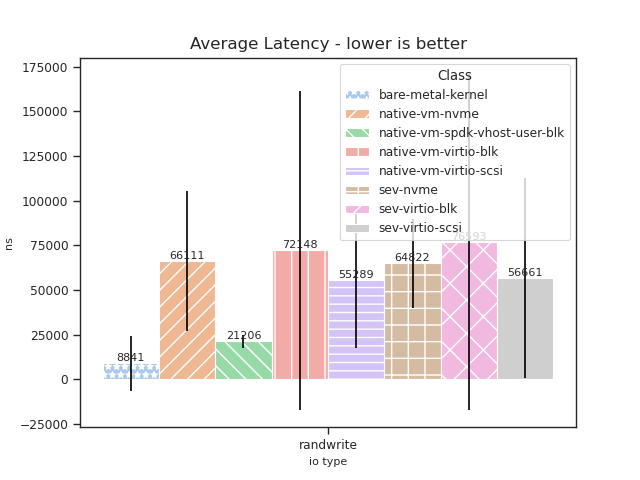 Average Latency - lower is better
175000
150000
125000
100000
75000
50000
25000
0
−25000
ns
Class
bare-metal-kernel
native-vm-nvme
native-vm-spdk-vhost-user-blk
native-vm-virtio-blk
native-vm-virtio-scsi
sev-nvme
sev-virtio-blk
sev-virtio-scsi
8841
66111
21206
72148
55289
64822
76593
56661
randwrite
io type